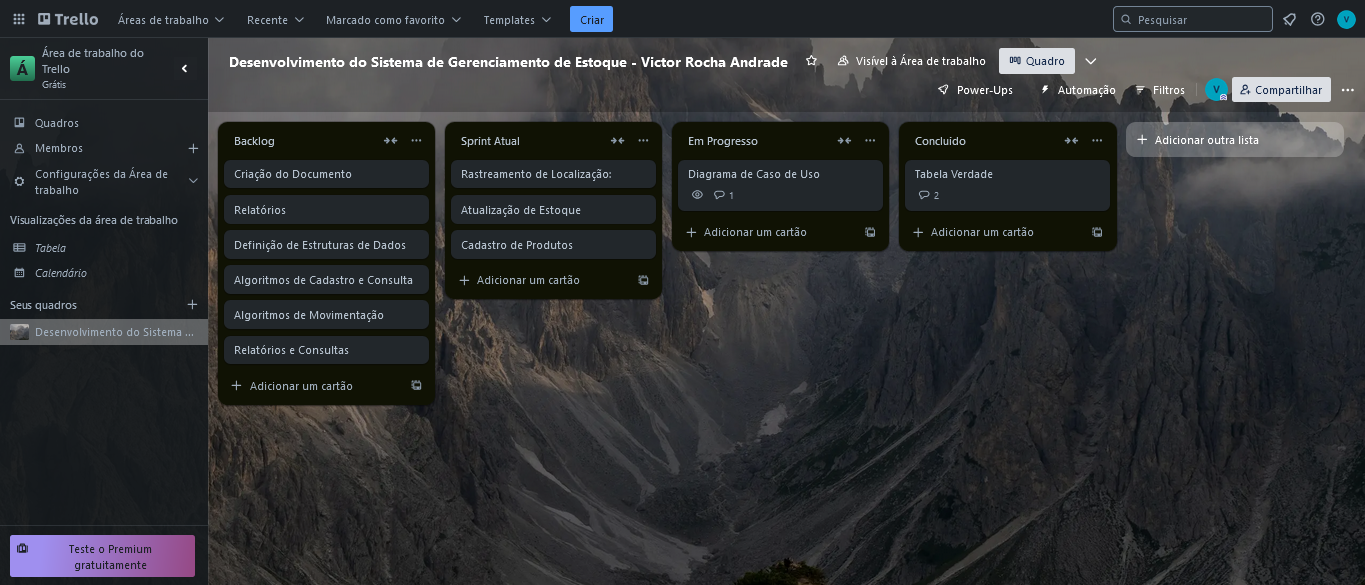 Trello
Áreas de trabalho
Recente
Marcado como favorito
Templates
Criar
Pesquisar
V
Á
Área de trabalho do
Trello
Grátis
Quadros
Membros
Configurações da Área de
trabalho
Visualizações da área de trabalho
Tabela
Calendário
Seus quadros
Desenvolvimento do Sistema ...
Teste o Premium
gratuitamente
Desenvolvimento do Sistema de Gerenciamento de Estoque - Victor Rocha Andrade
Visível à Área de trabalho
Quadro
Power-Ups
Automação
Filtros
V
Compartilhar
Backlog
Criação do Documento
Relatórios
Definição de Estruturas de Dados
Algoritmos de Cadastro e Consulta
Algoritmos de Movimentação
Relatórios e Consultas
Adicionar um cartão
Sprint Atual
Rastreamento de Localização:
Atualização de Estoque
Cadastro de Produtos
Adicionar um cartão
Em Progresso
Diagrama de Caso de Uso
1
Adicionar um cartão
Concluído
Tabela Verdade
2
Adicionar um cartão
Adicionar outra lista